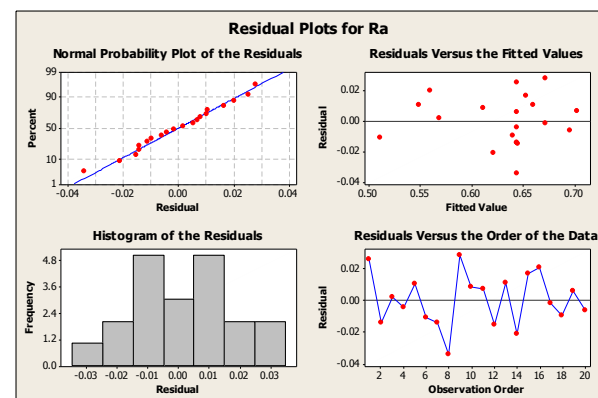 Residual Plots for Ra
Normal Probability Plot of the Residuals
99
90
50
10
1
Percent
-0.04 -0.02 0.00 0.02 0.04
Residual
Residuals Versus the Fitted Values
0.02
0.00
-0.02
-0.04
Residual
0.50 0.55 0.60 0.65 0.70
Fitted Value
Histogram of the Residuals
4.8
3.6
2.4
1.2
0.0
Frequency
-0.03 -0.02 -0.01 0.00 0.01 0.02 0.03
Residual
Residuals Versus the Order of the Data
0.02
0.00
-0.02
-0.04
Residual
2 4 6 8 10 12 14 16 18 20
Observation Order